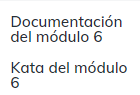 Documentación
del módulo 6
Kata del módulo
6